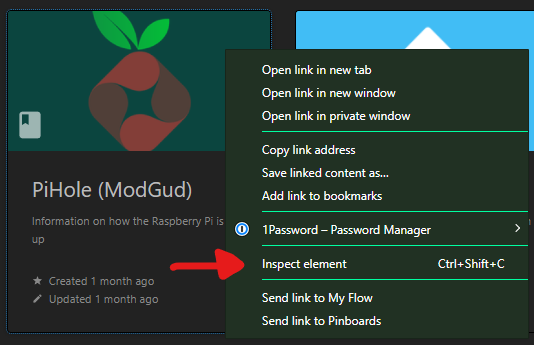 PiHole (ModGud)
Information on how the Raspberry Pi is
up
Created 1 month ago
Updated 1 month ago
Open link in new tab
Open link in new window
Open link in private window
Copy link address
Save linked content as...
Add link to bookmarks
1Password – Password Manager
Inspect element Ctrl+Shift+C
Send link to My Flow
Send link to Pinboards